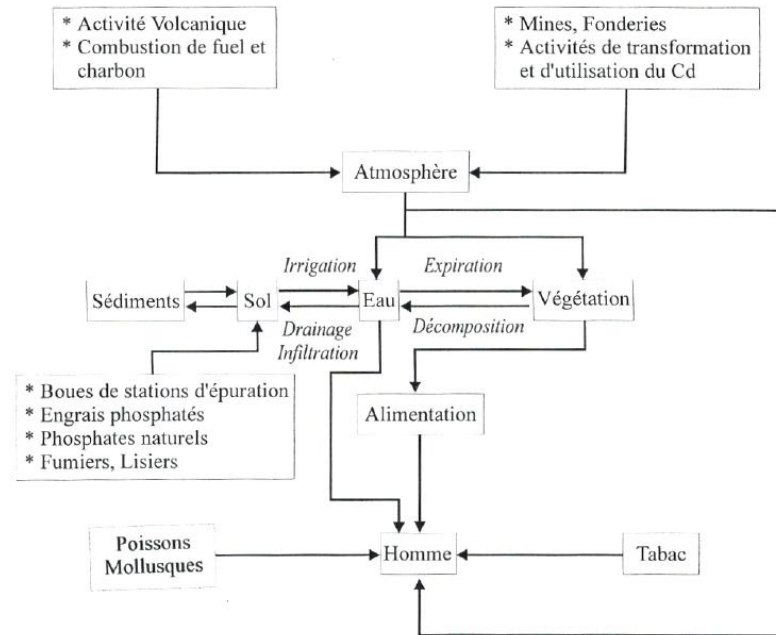 * Activité Volcanique
* Combustion de fuel et
charbon
* Mines, Fonderies
* Activités de transformation
et d'utilisation du Cd
Atmosphère
Irrigation
Expiration
Sédiments
Sol
Eau
Végétation
Drainage
Infiltration
Décomposition
* Boues de stations d'épuration
* Engrais phosphatés
* Phosphates naturels
* Fumiers, Lisiers
Alimentation
Poissons
Mollusques
Homme
Tabac